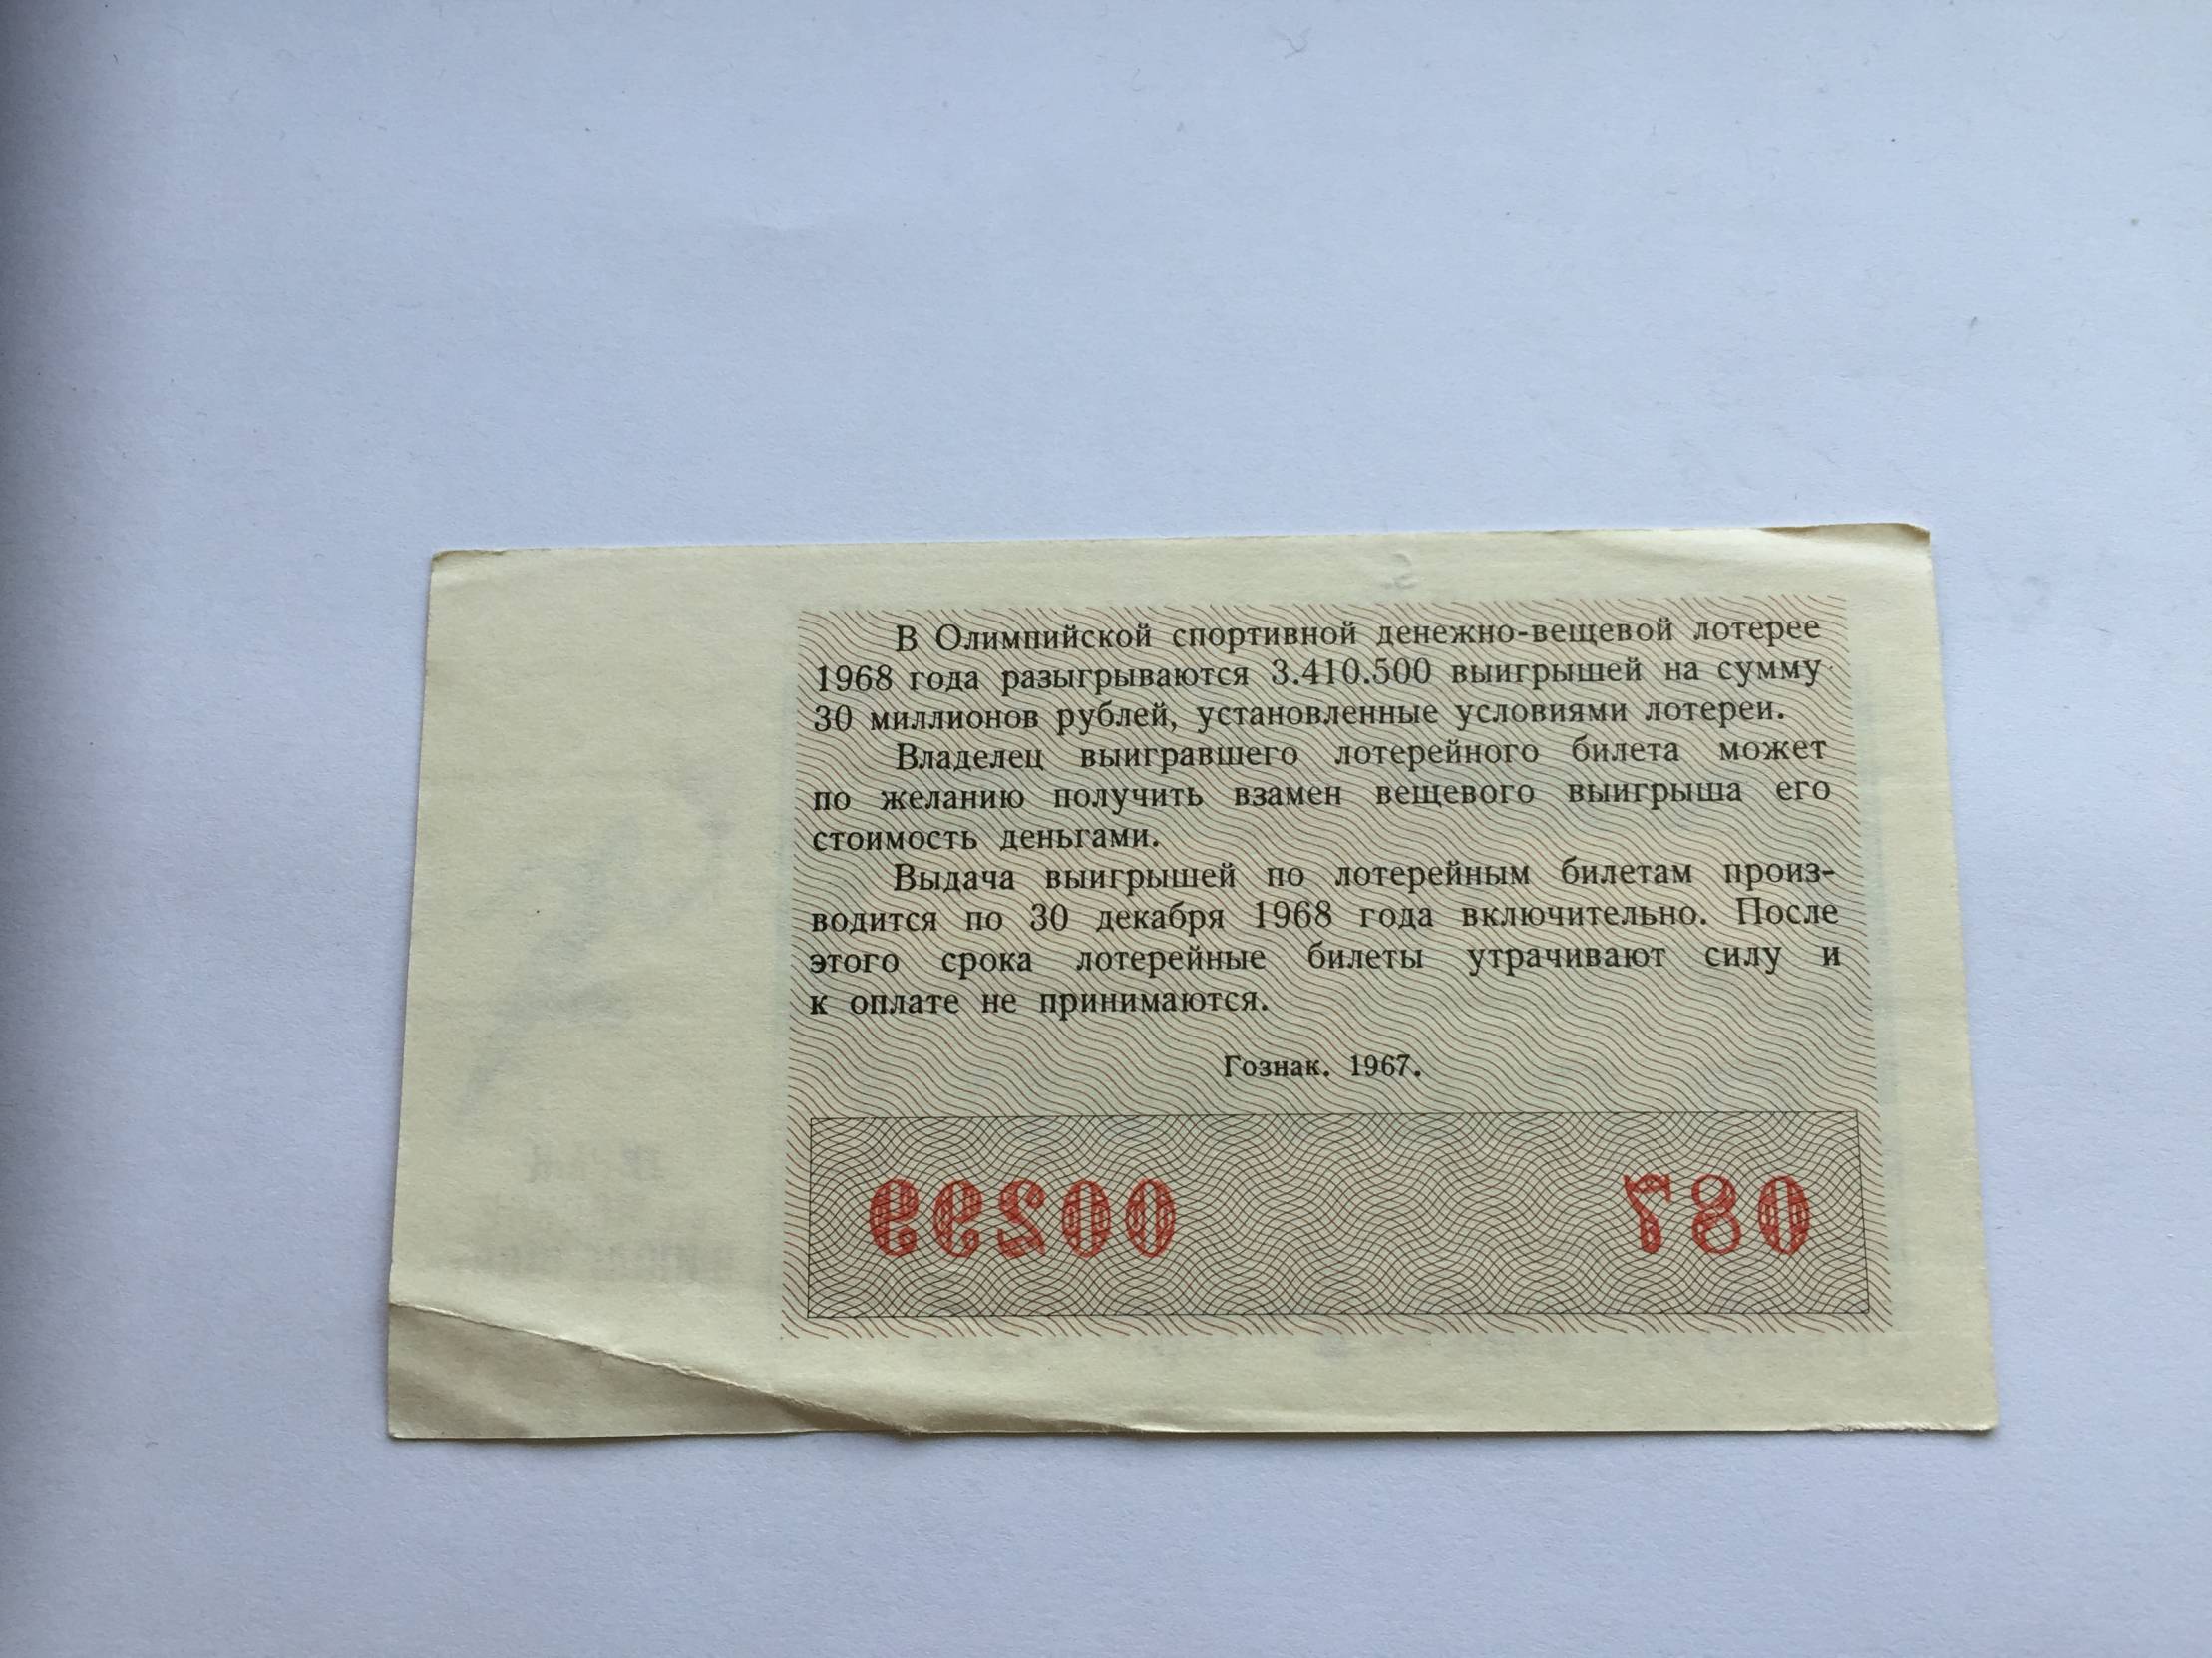 В Олимпийской спортивной денежно-вещевой лотерее
1968 года разыгрываются 3.410.500 выигрышей на сумму
30 миллионов рублей, установленные условиями лотереи.
Владелец выигравшего лотерейного билета может
по желанию получить взамен вещевого выигрыша его
стоимость деньгами.
Выдача выигрышей по лотерейным билетам произ-
водится по 30 декабря 1968 года включительно. После
этого срока лотерейные билеты утрачивают силу и
к оплате не принимаются.
Гознак. 1967.
087 00299